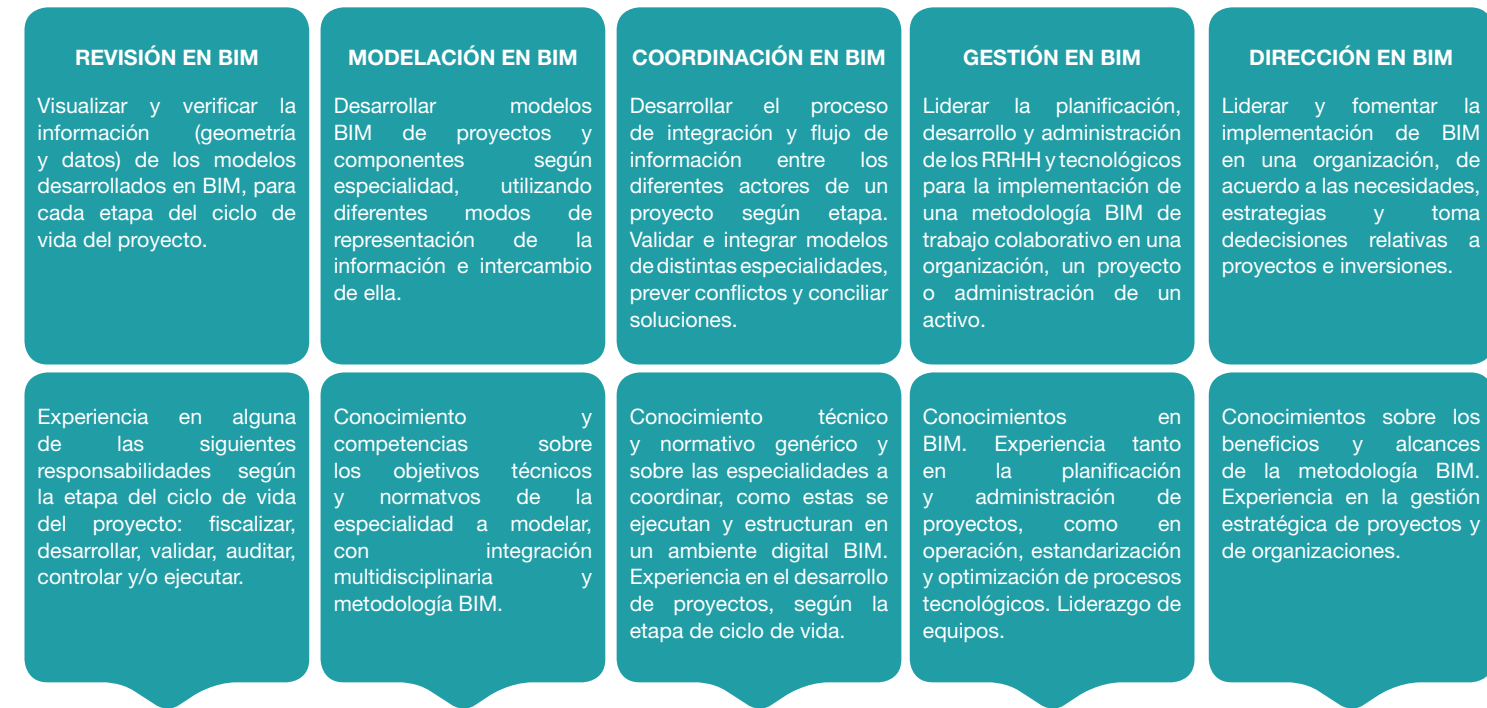 REVISIÓN EN BIM
Visualizar y verificar la
información (geometría
y datos) de los modelos
desarrollados en BIM, para
cada etapa del ciclo de
vida del proyecto.
MODELACIÓN EN BIM
Desarrollar modelos
BIM de proyectos y
componentes según
especialidad, utilizando
diferentes modos de
representación de la
información e intercambio
de ella.
COORDINACIÓN EN BIM
Desarrollar el proceso
de integración y flujo de
información entre los
diferentes actores de un
proyecto según etapa.
Validar e integrar modelos
de distintas especialidades,
prever conflictos y conciliar
soluciones.
GESTIÓN EN BIM
Liderar la planificación,
desarrollo y administración
de los RRHH y tecnológicos
para la implementación de
una metodología BIM de
trabajo colaborativo en una
organización, un proyecto
o administración de un
activo.
DIRECCIÓN EN BIM
Liderar y fomentar la
implementación de BIM
en una organización, de
acuerdo a las necesidades,
estrategias y toma
dedecisiones relativas a
proyectos e inversiones.
Experiencia en alguna
de las siguientes
responsabilidades según
la etapa del ciclo de vida
del proyecto: fiscalizar,
desarrollar, validar, auditar,
controlar y/o ejecutar.
Conocimiento y
competencias sobre
los objetivos técnicos
y normatvos de la
especialidad a modelar,
con integración
multidisciplinaria y
metodología BIM.
Conocimiento técnico
y normativo genérico y
sobre las especialidades a
coordinar, como estas se
ejecutan y estructuran en
un ambiente digital BIM.
Experiencia en el desarrollo
de proyectos, según la
etapa de ciclo de vida.
Conocimientos en
BIM. Experiencia tanto
en la planificación
y administración de
proyectos, como en
operación, estandarización
y optimización de procesos
tecnológicos. Liderazgo de
equipos.
Conocimientos sobre los
beneficios y alcances
de la metodología BIM.
Experiencia en la gestión
estratégica de proyectos y
de organizaciones.